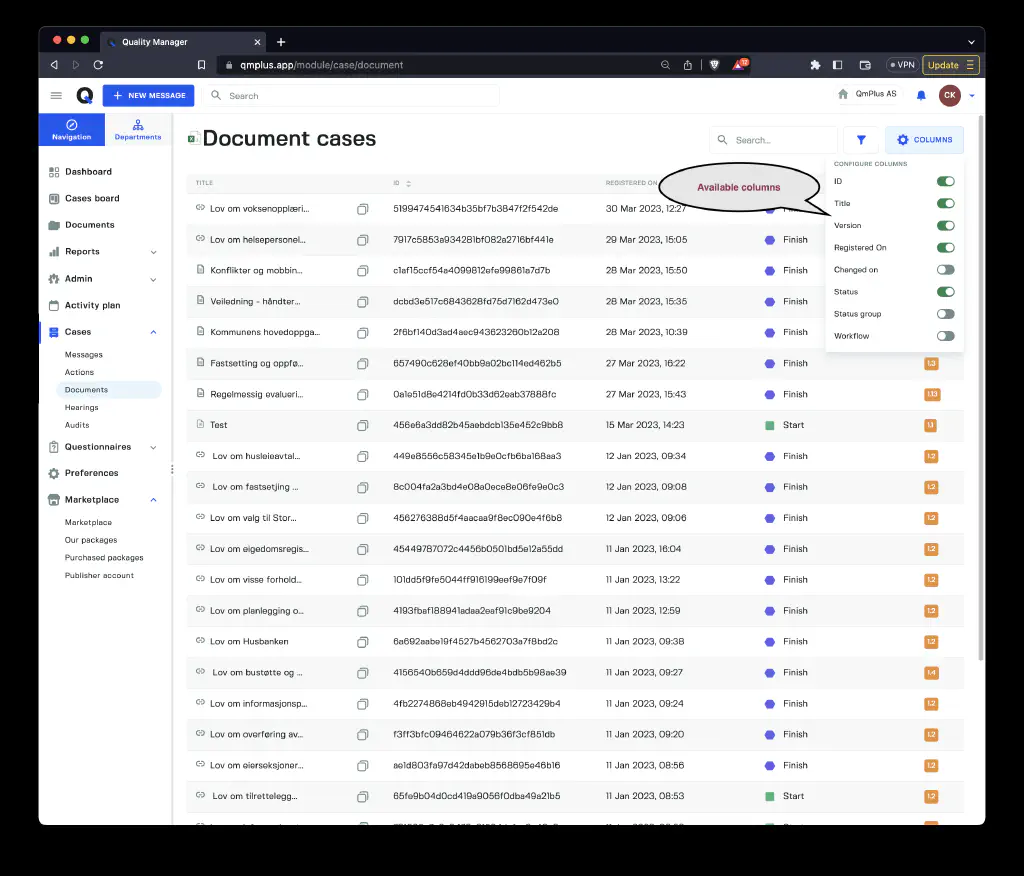 Quality Manager
qmplus.app/module/case/document
12
VPN
Update
NEW MESSAGE
Search
QmPlus AS
CK
Navigation
Departments
Document cases
Search...
COLUMNS
Dashboard
Cases board
Documents
Reports
Admin
Activity plan
Cases
Messages
Actions
Documents
Hearings
Audits
Questionnaires
Preferences
Marketplace
Marketplace
Our packages
Purchased packages
Publisher account
CONFIGURE COLUMNS
ID
Title
Version
Registered On
Changed on
Status
Status group
Workflow
Available columns
TITLE ID REGISTERED ON
Lov om voksenopplæri... 5199474541634b35bf7b3847f2f542de 30 Mar 2023, 12:27
Lov om helsepersonel... 7917c5853a934281bf082a2716bf441e 29 Mar 2023, 15:05 Finish
Konflikter og mobbin... c1af15ccf54a4099812efe99861a7d7b 28 Mar 2023, 15:50 Finish
Veiledning - håndter... dcbd3e517c6843628fd75d7162d473e0 28 Mar 2023, 15:35 Finish
Kommunens hovedoppga... 2f6bf140d3ad4aec943623260b12a208 28 Mar 2023, 10:39 Finish
Fastsetting og oppfø... 657490c628ef40bb9a02bc114ed462b5 27 Mar 2023, 16:22 Finish 1.3
Regelmessig evalueri... 0a1e51d8e4214fd0b33d62eab37888fc 27 Mar 2023, 15:43 Finish 1.13
Test 456e6a3dd82b45aebdcb135e452c9bb8 15 Mar 2023, 14:23 Start 1.1
Lov om husleieavtal... 449e8556c58345e1b9e0cfb6ba168aa3 12 Jan 2023, 09:34 Finish 1.2
Lov om fastsetjing ... 8c004fa2a3bd4e08a0ece8e06fe9e0c3 12 Jan 2023, 09:08 Finish 1.2
Lov om valg til Stor... 456276388d5f4aacaa9f8ec090e4f6b8 12 Jan 2023, 09:06 Finish 1.2
Lov om eigedomsregis... 45449787072c4456b0501bd5e12a55dd 11 Jan 2023, 16:04 Finish 1.2
Lov om visse forhold... 101dd5f9fe5044ff916199eef9e7f09f 11 Jan 2023, 13:22 Finish 1.2
Lov om planlegging o... 4193fbaf188941adaa2eaf91c9be9204 11 Jan 2023, 12:59 Finish 1.2
Lov om Husbanken 6a692aabe19f4527b4562703a7f8bd2c 11 Jan 2023, 09:38 Finish 1.2
Lov om bustøtte og ... 4156540b659d4ddd96de4bdb5b98ae39 11 Jan 2023, 09:27 Finish 1.4
Lov om informasjonsp... 4fb2274868eb4942915deb12723429b4 11 Jan 2023, 09:24 Finish 1.2
Lov om overføring av... f3ff3bfc09464622a079b36f3cf851db 11 Jan 2023, 09:20 Finish 1.2
Lov om eierseksjoner... ae1d803fa97d42dabeb8568695e46b16 11 Jan 2023, 08:56 Finish 1.2
Lov om tilrettelegg... 65fe9b04d0cd419a9056f0dba49a21b5 11 Jan 2023, 08:53 Start 1.2